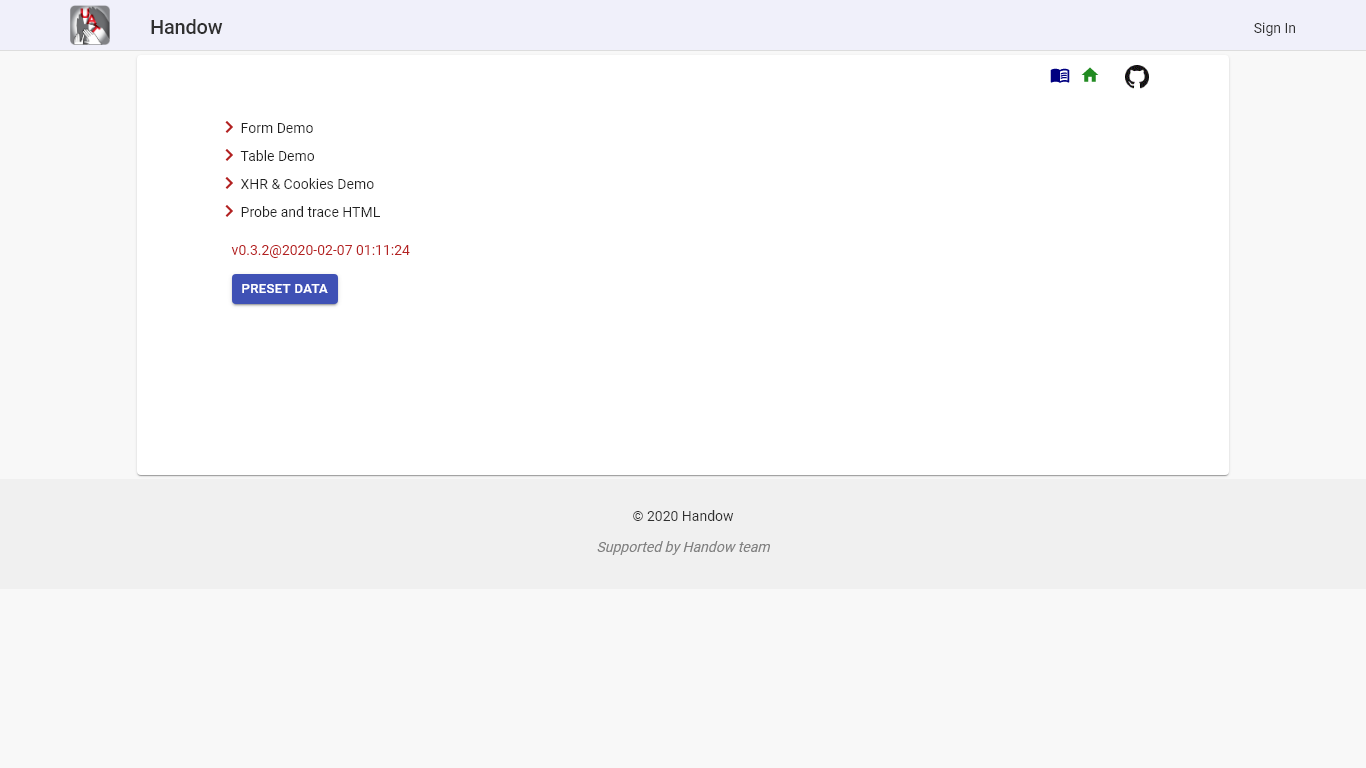 Handow
Sign In
Form Demo
Table Demo
XHR & Cookies Demo
Probe and trace HTML
v0.3.2@2020-02-07 01:11:24
PRESET DATA
© 2020 Handow
Supported by Handow team